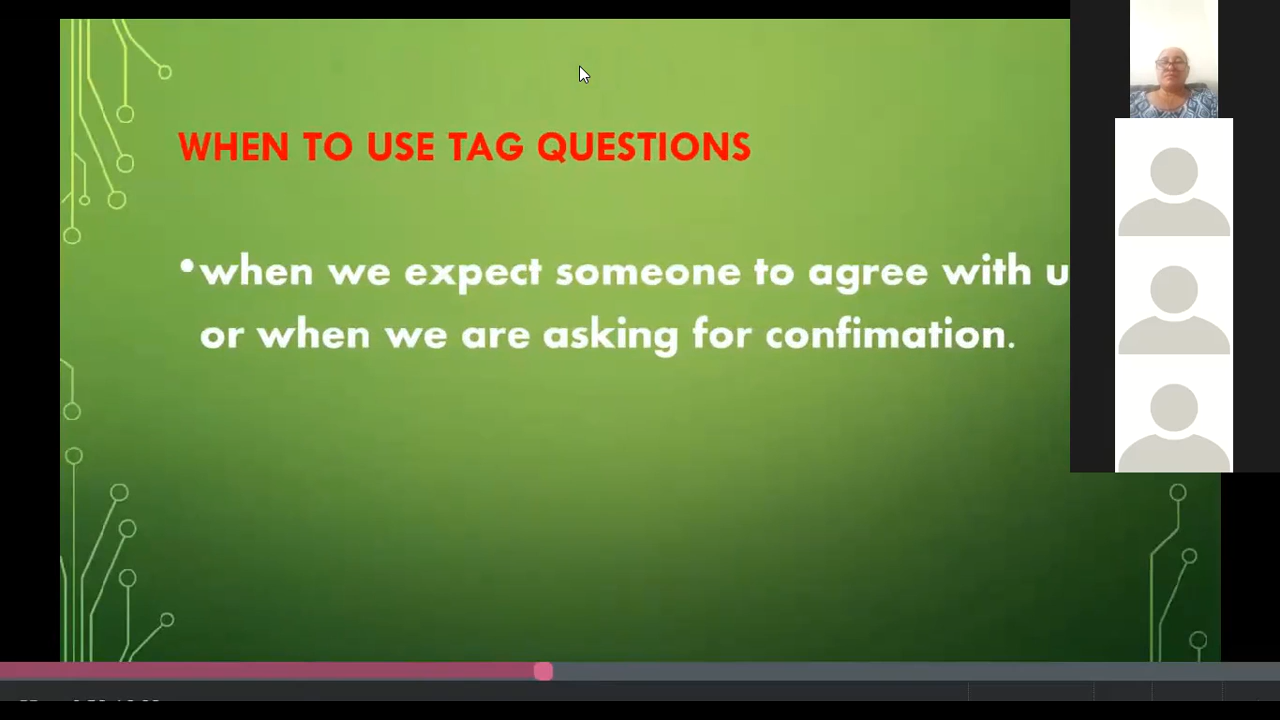 WHEN TO USE TAG QUESTIONS
•when we expect someone to agree with u
or when we are asking for confimation.